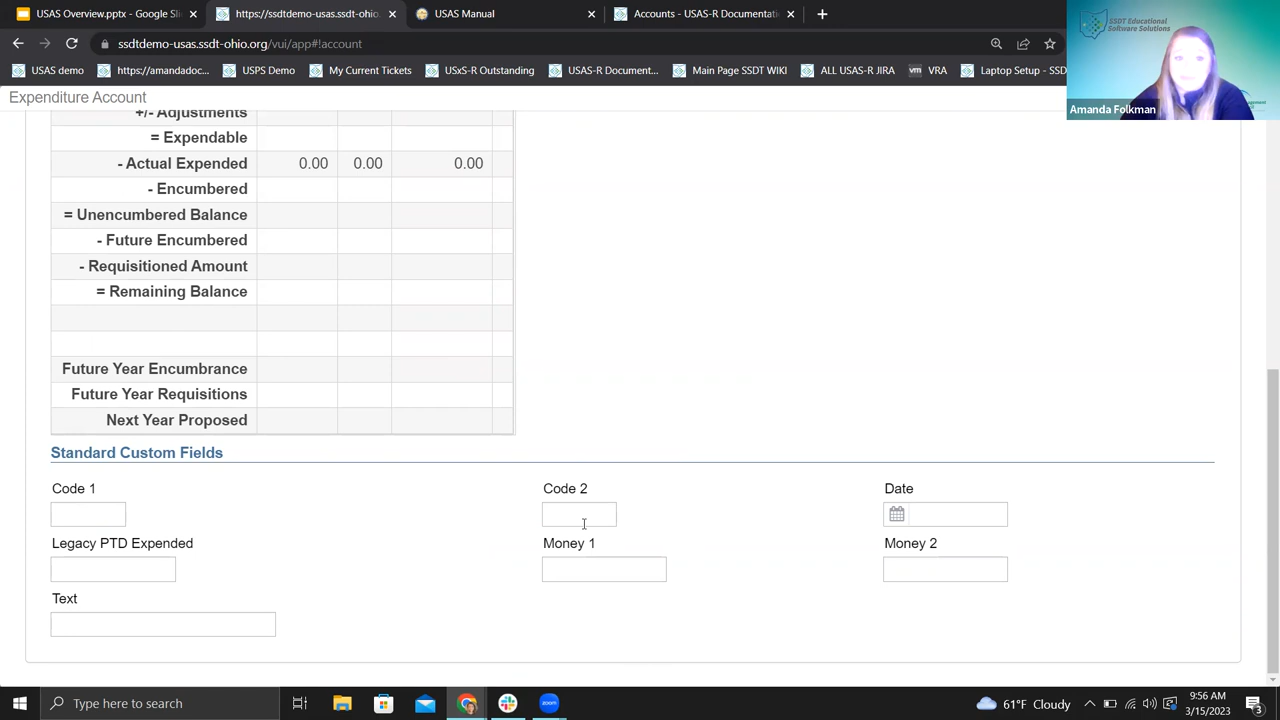 USAS Overview.pptx - Google Sli
https://ssdtdemo-usas.ssdt-ohio.
USAS Manual
Accounts - USAS-R Documentati
ssdtdemo-usas.ssdt-ohio.org/vui/app#!account
USAS demo
https://amandadoc...
USPS Demo
My Current Tickets
USxS Documentati...
USAS-R Document...
Main Page SSDT WIKI
ALL USAS-R JIRA
VRA
Laptop Setup - SSD
SSDT Educational
Software Solutions
Amanda Folkman
Expenditure Account
+/- Adjustments
= Expendable
- Actual Expended 0.00 0.00 0.00
- Encumbered
= Unencumbered Balance
- Future Encumbered
- Requisitioned Amount
= Remaining Balance
Future Year Encumbrance
Future Year Requisitions
Next Year Proposed
Standard Custom Fields
Code 1 Code 2 Date
Legacy PTD Expended Money 1 Money 2
Text
Type here to search
zoom
61°F Cloudy
9:56 AM
3/15/2023
3